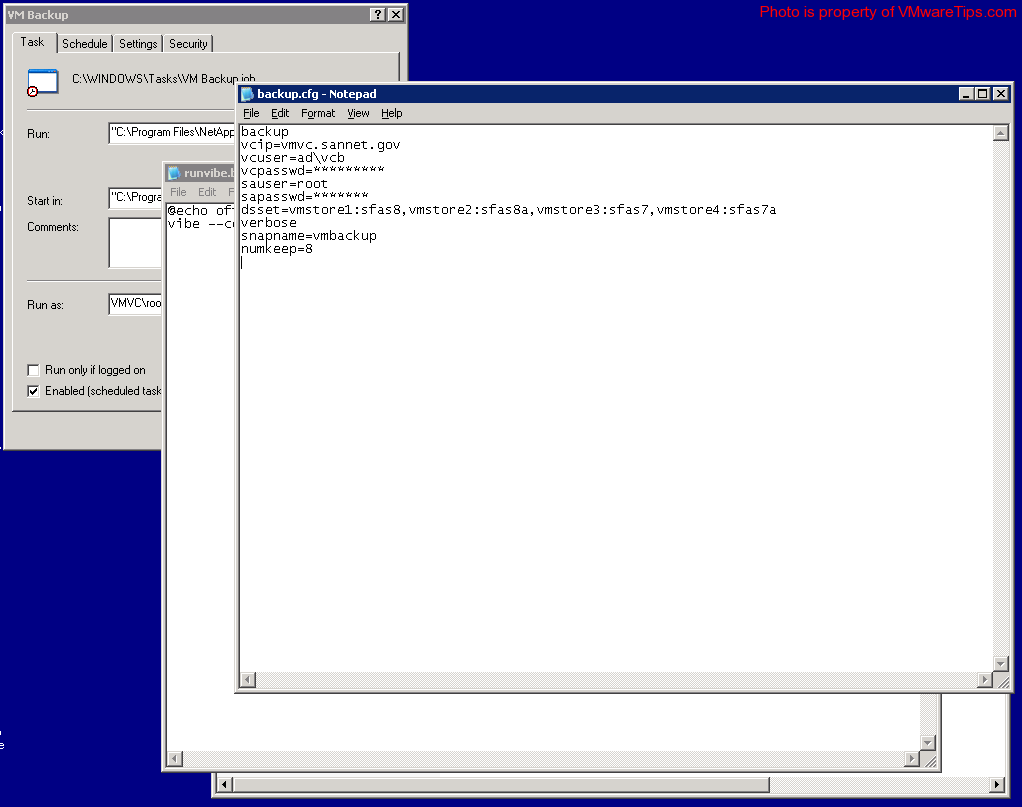 Photo is property of VMwareTips.com
VM Backup
Task
Schedule
Settings
Security
C:\WINDOWS\Tasks\VM Backup.job
Run:
"C:\Program Files\NetApp
Start in:
"C:\Progra
Comments:
Run as:
VMVC\roo
Run only if logged on
Enabled (scheduled task
runvibe.b
File Edit F
@echo of
vibe --c
backup.cfg - Notepad
File Edit Format View Help
backup
vcip=vmvc.sannet.gov
vcuser=ad\vcb
vcpasswd=*********
sauser=root
sapasswd=*******
dsset=vmstore1:sfas8,vmstore2:sfas8a,vmstore3:sfas7,vmstore4:sfas7a
verbose
snapname=vmbackup
numkeep=8